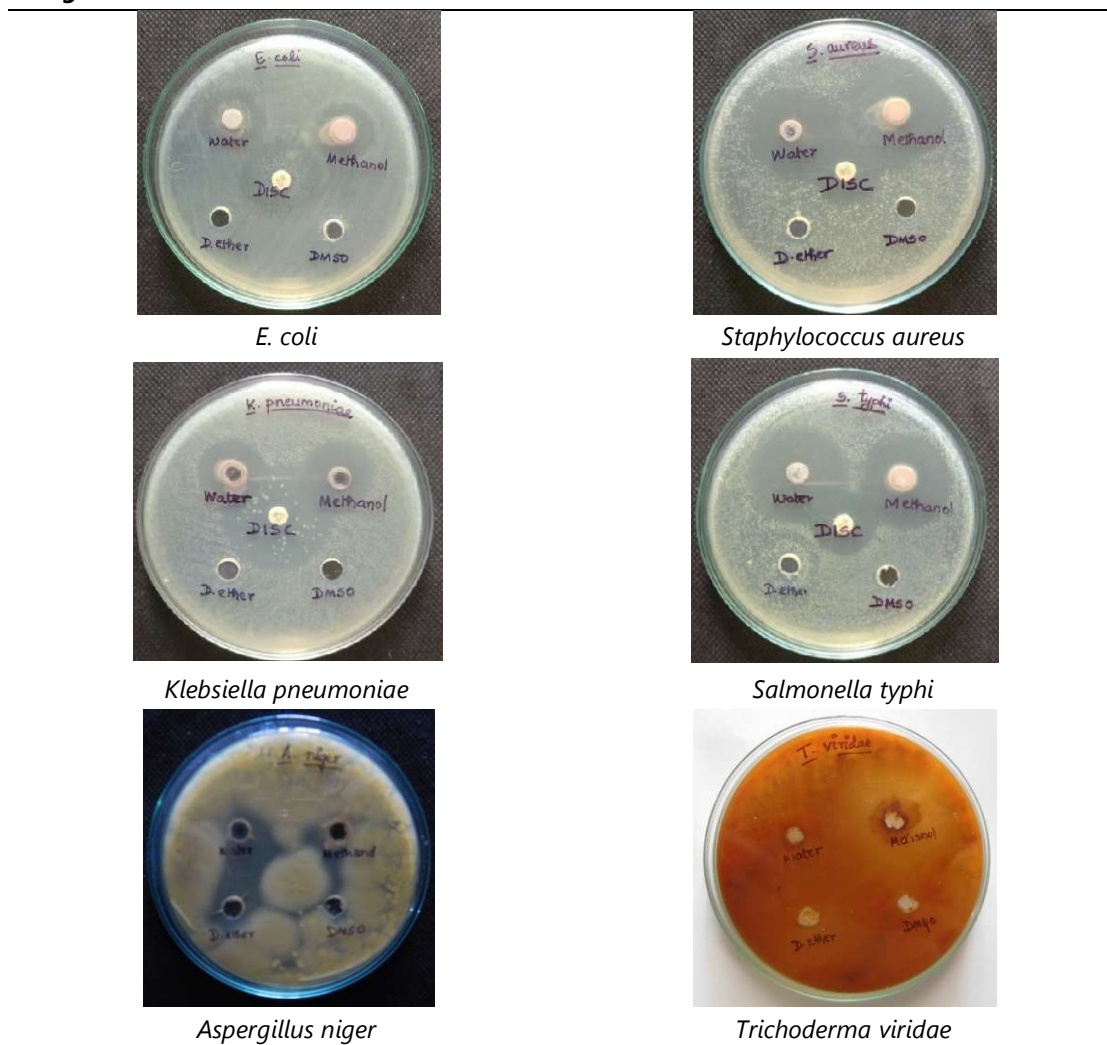 E. coli
Water
Methanol
DISC
D.ether
DMSO
S. aureus
Water
Methanol
DISC
D.ether
DMSO
E. coli
Staphylococcus aureus
K. pneumoniae
Water
Methanol
DISC
D.ether
DMSO
S. typhi
Water
Methanol
DISC
D.ether
DMSO
Klebsiella pneumoniae
Salmonella typhi
A. niger
Water
Methanol
D.ether
DMSO
T. viridae
Water
D.ether
DMSO
Aspergillus niger
Trichoderma viridae